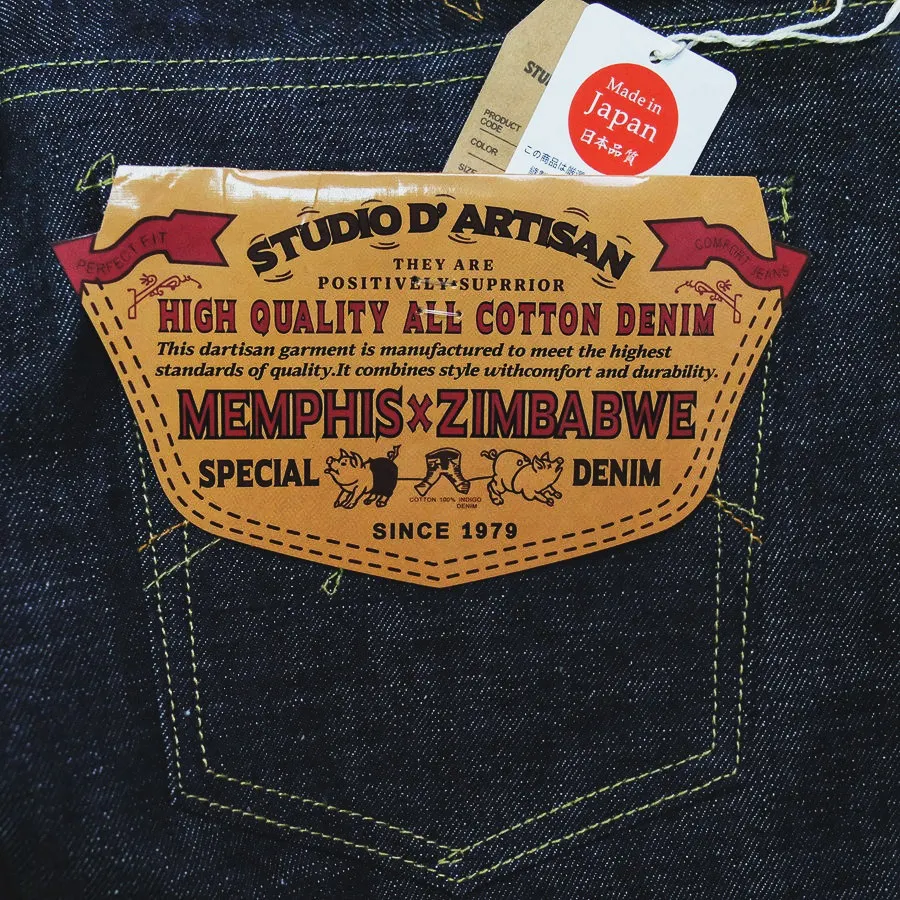 STU
PRODUCT
CODE
COLOR
SIZE
Made in
Japan
日本品質
この商品は
STUDIO D' ARTISAN
PERFECT FIT
COMFORT JEANS
THEY ARE
POSITIVELY SUPRRIOR
HIGH QUALITY ALL COTTON DENIM
This dartisan garment is manufactured to meet the highest
standards of quality.It combines style withcomfort and durability.
MEMPHIS×ZIMBABWE
SPECIAL DENIM
COTTON 100% INDIGO
DENIM
SINCE 1979